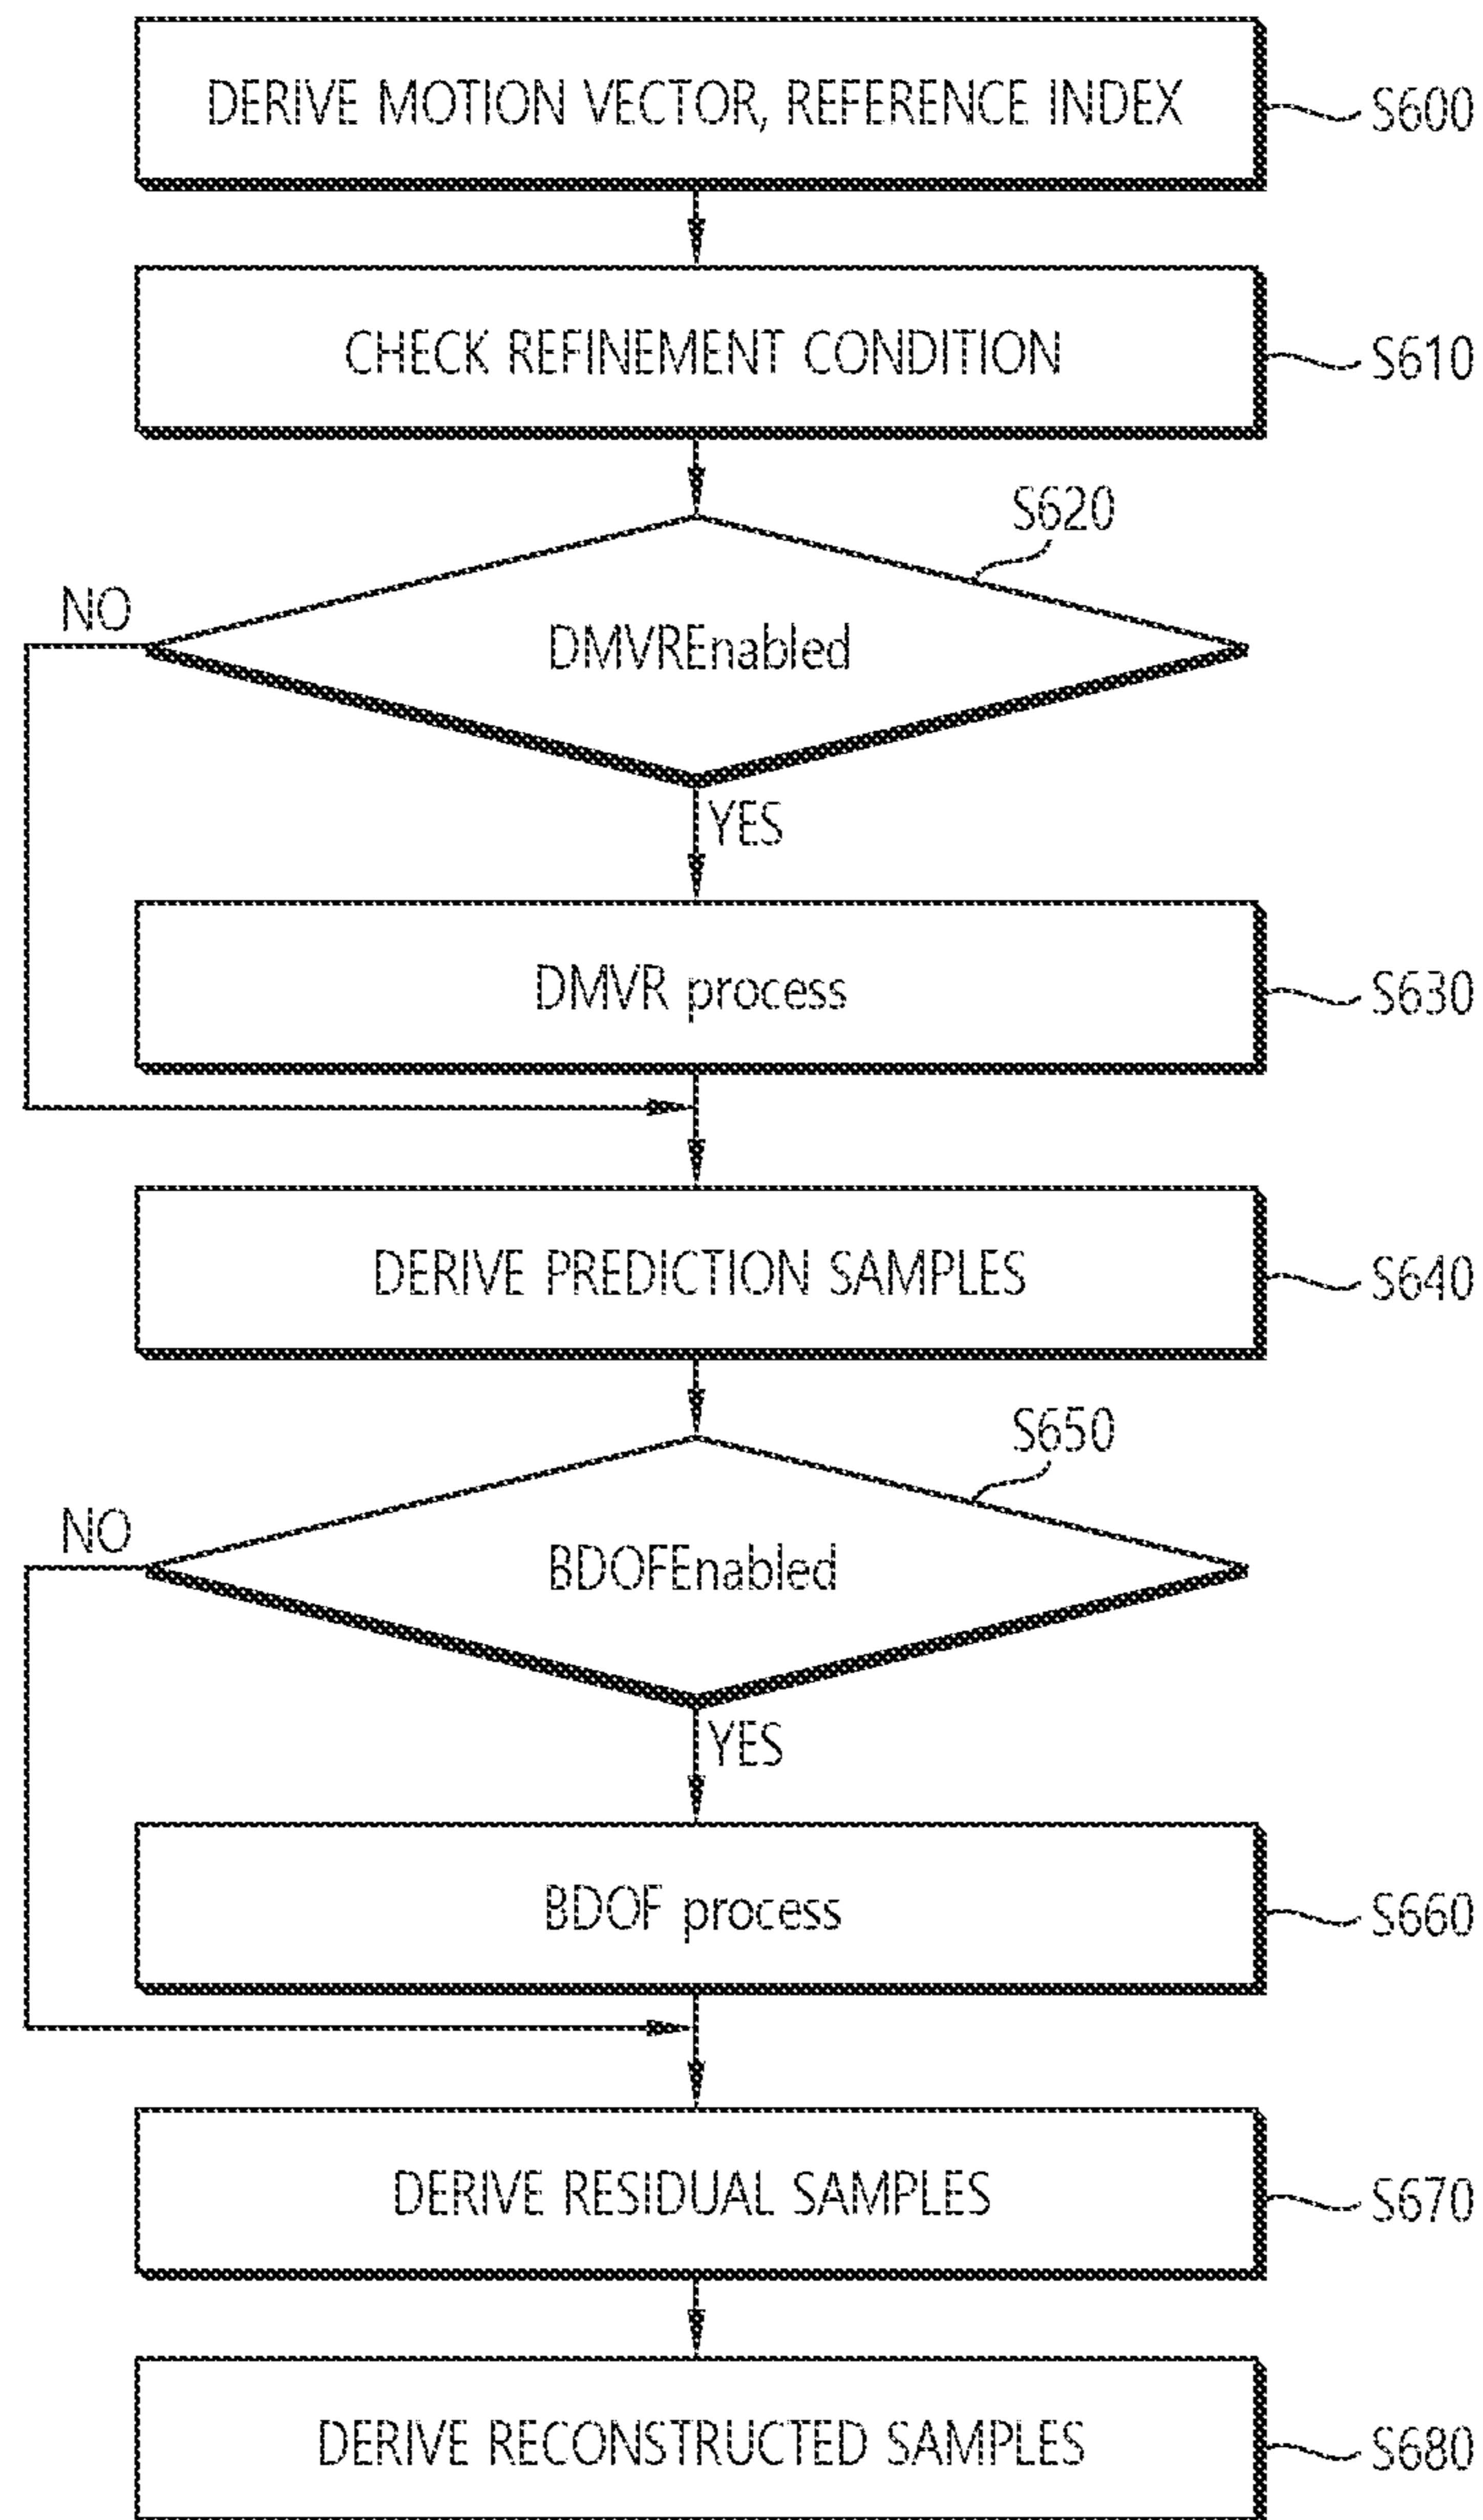 DERIVE MOTION VECTOR, REFERENCE INDEX
S600
CHECK REFINEMENT CONDITION
S610
S620
NO
DMVREnabled
YES
DMVR process
S630
DERIVE PREDICTION SAMPLES
S640
S650
NO
BDOFEnabled
YES
BDOF process
S660
DERIVE RESIDUAL SAMPLES
S670
DERIVE RECONSTRUCTED SAMPLES
S680